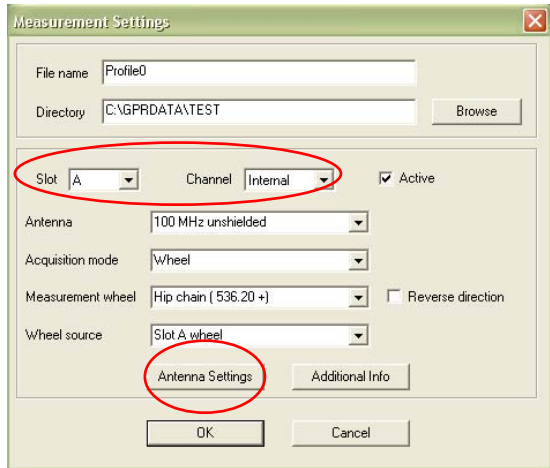 Measurement Settings
File name Profile0
Directory C:\GPRDATA\TEST Browse
Slot A Channel Internal Active
Antenna 100 MHz unshielded
Acquisition mode Wheel
Measurement wheel Hip chain ( 536.20 +) Reverse direction
Wheel source Slot A wheel
Antenna Settings Additional Info
OK Cancel